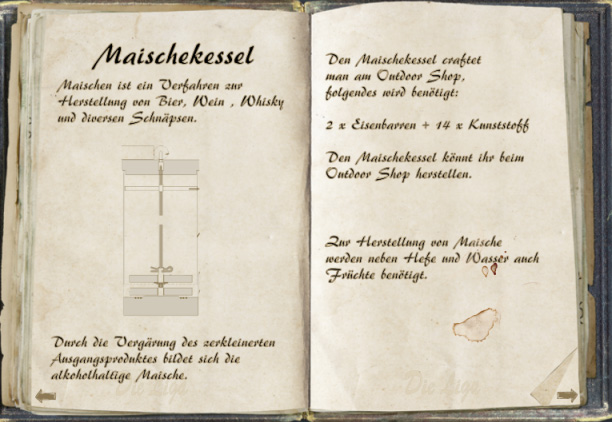 Maischekessel
Maischen ist ein Verfahren zur
Herstellung von Bier, Wein , Whisky
und diversen Schnäpsen.
Durch die Vergärung des zerkleinerten
Ausgangsproduktes bildet sich die
alkoholhaltige Maische.
Den Maischekessel craftet
man am Outdoor Shop,
folgendes wird benötigt:
2 x Eisenbarren + 14 x Kunststoff
Den Maischekessel könnt ihr beim
Outdoor Shop herstellen.
Zur Herstellung von Maische
werden neben Hefe und Wasser auch
Früchte benötigt.